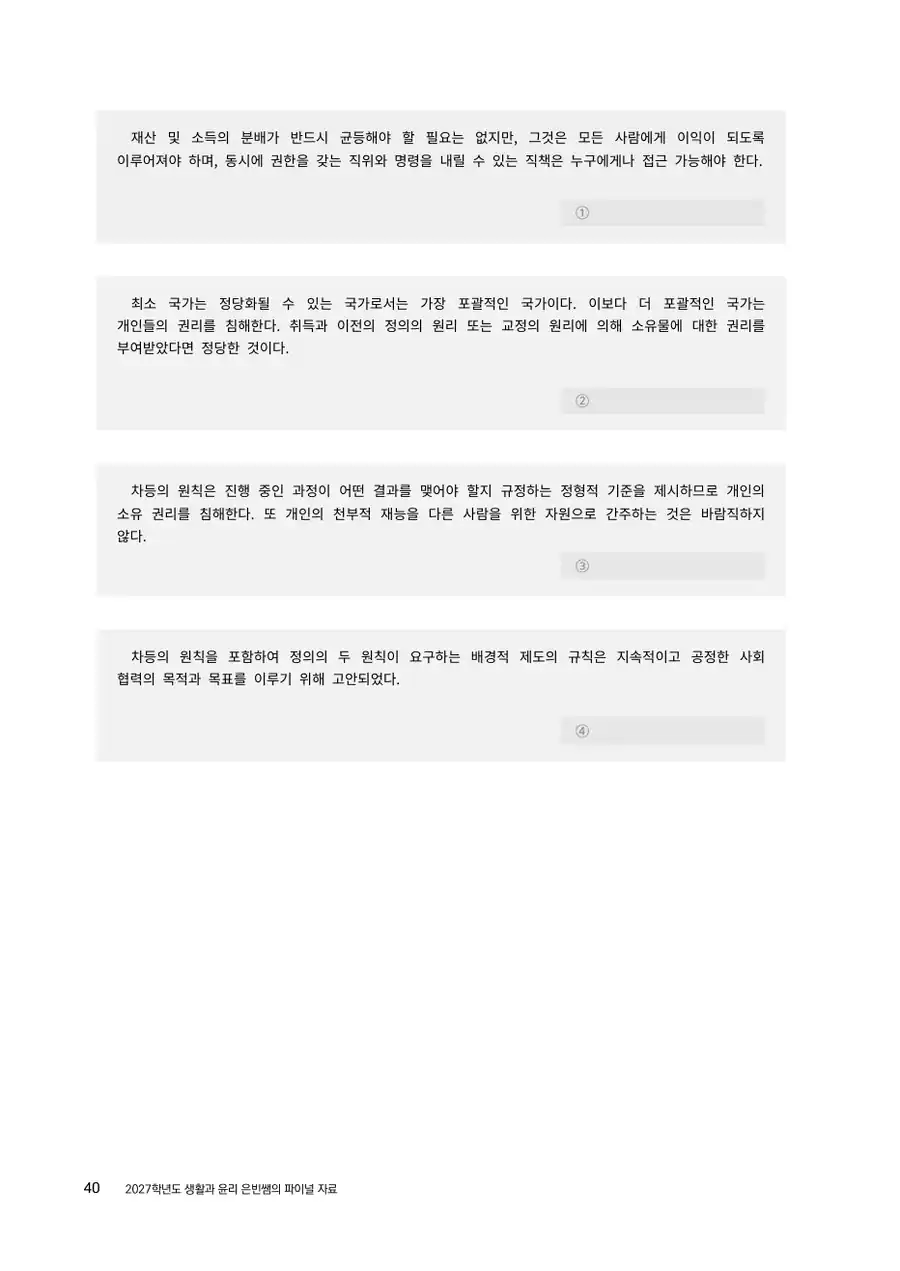 재산 및 소득의 분배가 반드시 균등해야 할 필요는 없지만, 그것은 모든 사람에게 이익이 되도록
이루어져야 하며, 동시에 권한을 갖는 직위와 명령을 내릴 수 있는 직책은 누구에게나 접근 가능해야 한다.
①
최소 국가는 정당화될 수 있는 국가로서는 가장 포괄적인 국가이다. 이보다 더 포괄적인 국가는
개인들의 권리를 침해한다. 취득과 이전의 정의의 원리 또는 교정의 원리에 의해 소유물에 대한 권리를
부여받았다면 정당한 것이다.
②
차등의 원칙은 진행 중인 과정이 어떤 결과를 맺어야 할지 규정하는 정형적 기준을 제시하므로 개인의
소유 권리를 침해한다. 또 개인의 천부적 재능을 다른 사람을 위한 자원으로 간주하는 것은 바람직하지
않다.
③
차등의 원칙을 포함하여 정의의 두 원칙이 요구하는 배경적 제도의 규칙은 지속적이고 공정한 사회
협력의 목적과 목표를 이루기 위해 고안되었다.
④
40 2027학년도 생활과 윤리 은빈쌤의 파이널 자료